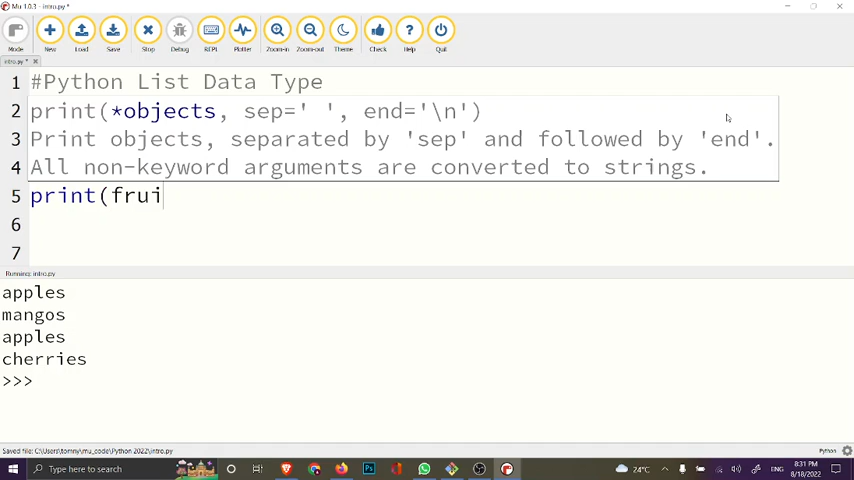 Mu 1.0.3 - intro.py *
Mode
New
Load
Save
Stop
Debug
REPL
Plotter
Zoom-in
Zoom-out
Theme
Check
Help
Quit
intro.py *
1 #Python List Data Type
2 print(*objects, sep=' ', end='\n')
3 Print objects, separated by 'sep' and followed by 'end'.
4 All non-keyword arguments are converted to strings.
5 print(frui
6
7
Running: intro.py
apples
mangos
apples
cherries
>>>
Saved file: C:\Users\tommy\mu_code\Python 2022\intro.py
Python
Type here to search
Ps
24°C
8:31 PM
8/18/2022